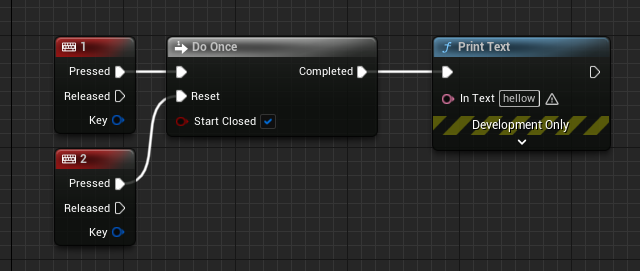 1
Pressed
Released
Key
Do Once
Completed
Reset
Start Closed
f Print Text
In Text hellow
Development Only
2
Pressed
Released
Key